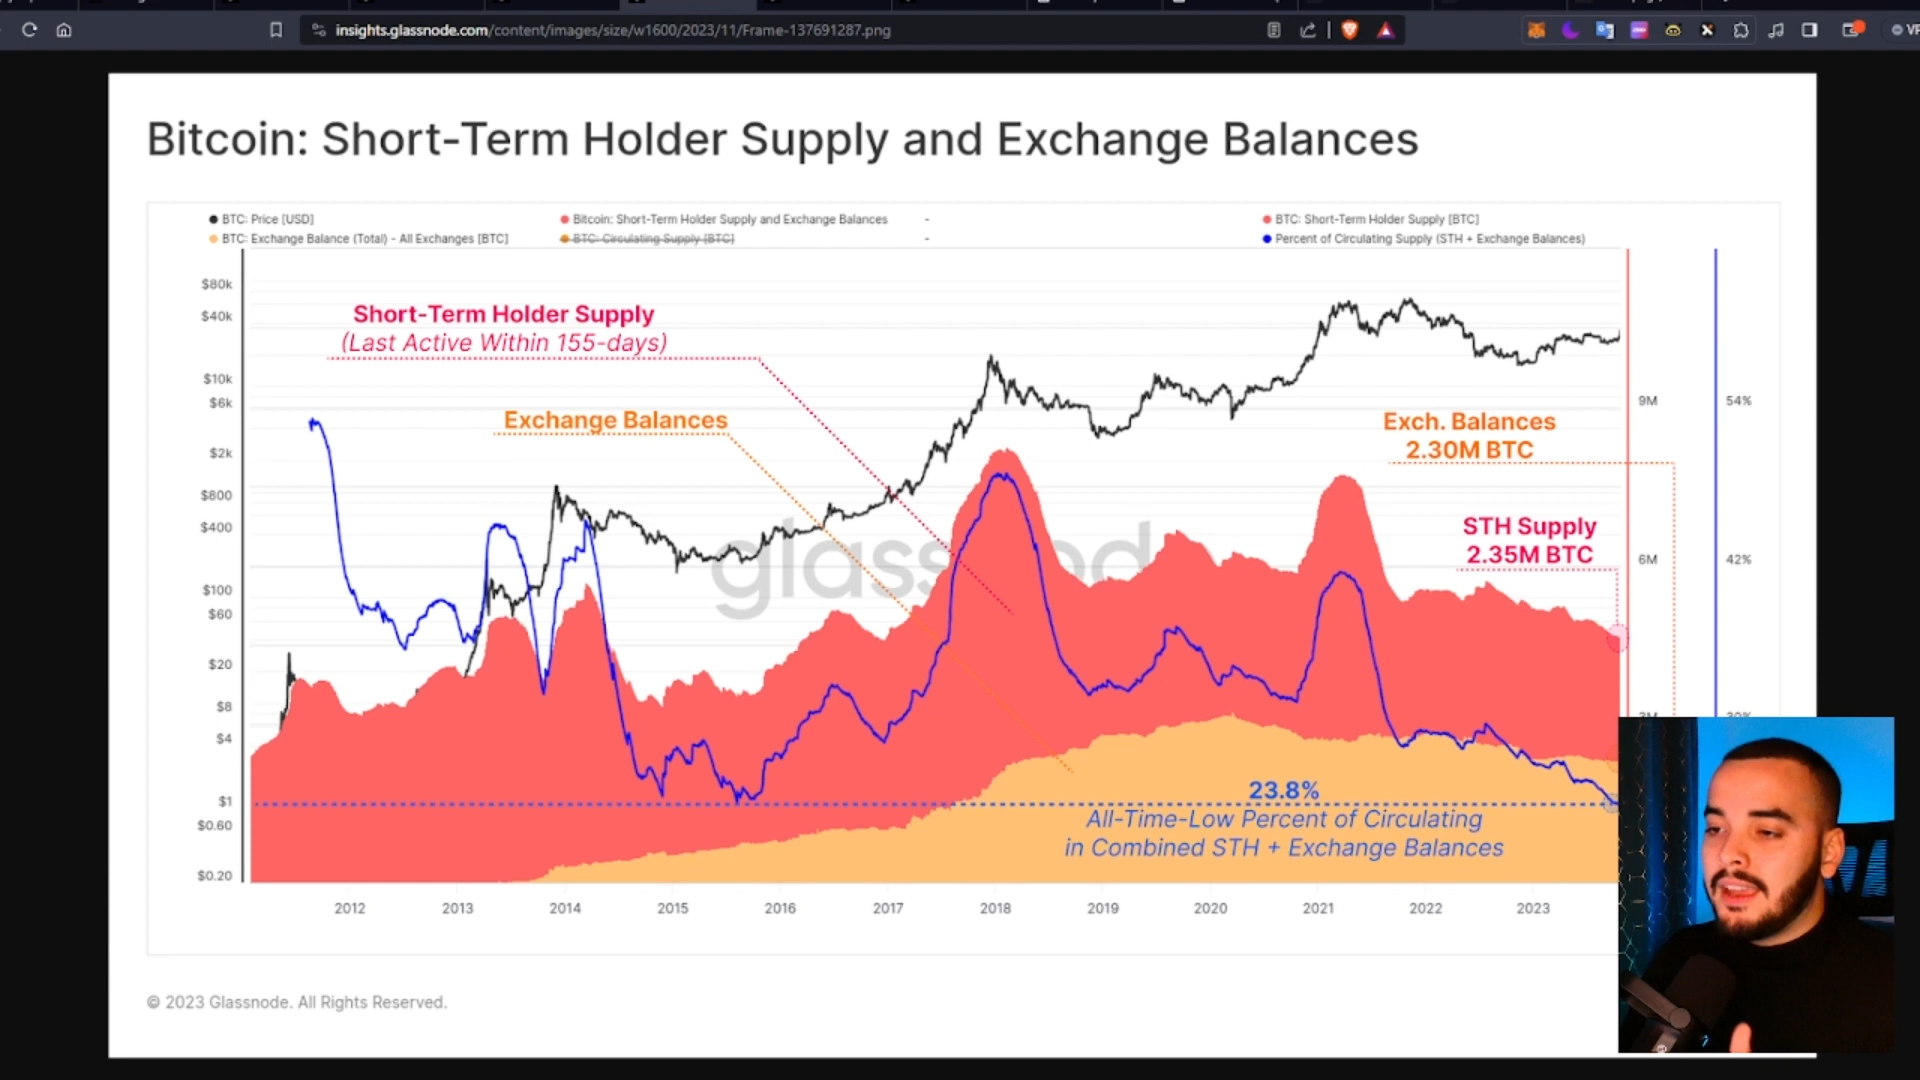 insights.glassnode.com/content/images/size/w1600/2023/11/Frame-137691287.png
VP
Bitcoin: Short-Term Holder Supply and Exchange Balances
BTC: Price [USD]
Bitcoin: Short-Term Holder Supply and Exchange Balances
-
BTC: Short-Term Holder Supply [BTC]
BTC: Exchange Balance (Total) - All Exchanges [BTC]
BTC: Circulating Supply [BTC]
-
Percent of Circulating Supply (STH + Exchange Balances)
$80k
$40k
$10k
$6k
$2k
$800
$400
$100
$60
$20
$8
$4
$1
$0.60
$0.20
Short-Term Holder Supply
(Last Active Within 155-days)
Exchange Balances
glassnode
Exch. Balances
2.30M BTC
STH Supply
2.35M BTC
9M
54%
6M
42%
23.8%
All-Time-Low Percent of Circulating
in Combined STH + Exchange Balances
2012
2013
2014
2015
2016
2017
2018
2019
2020
2021
2022
2023
© 2023 Glassnode. All Rights Reserved.